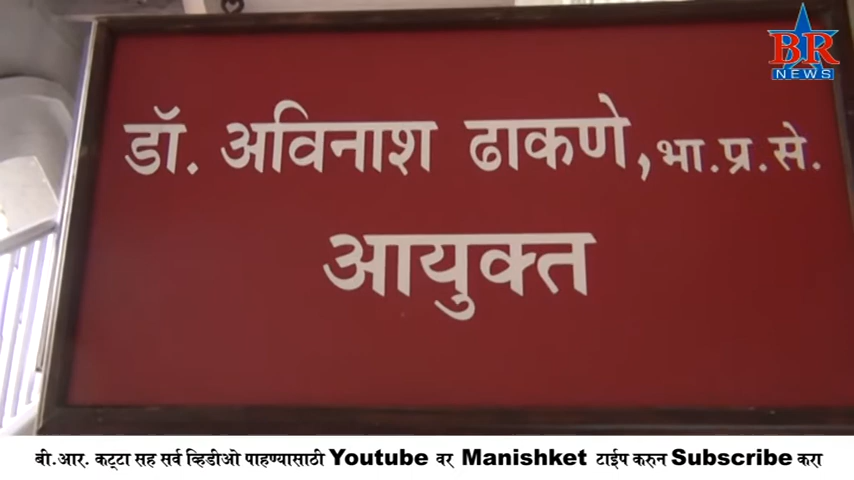 BR
NEWS
डॉ. अविनाश ढाकणे, भा.प्र.से.
आयुक्त
बी.आर. कट्टा सह सर्व व्हिडीओ पाहण्यासाठी Youtube वर Manishket टाईप करुन Subscribe करा